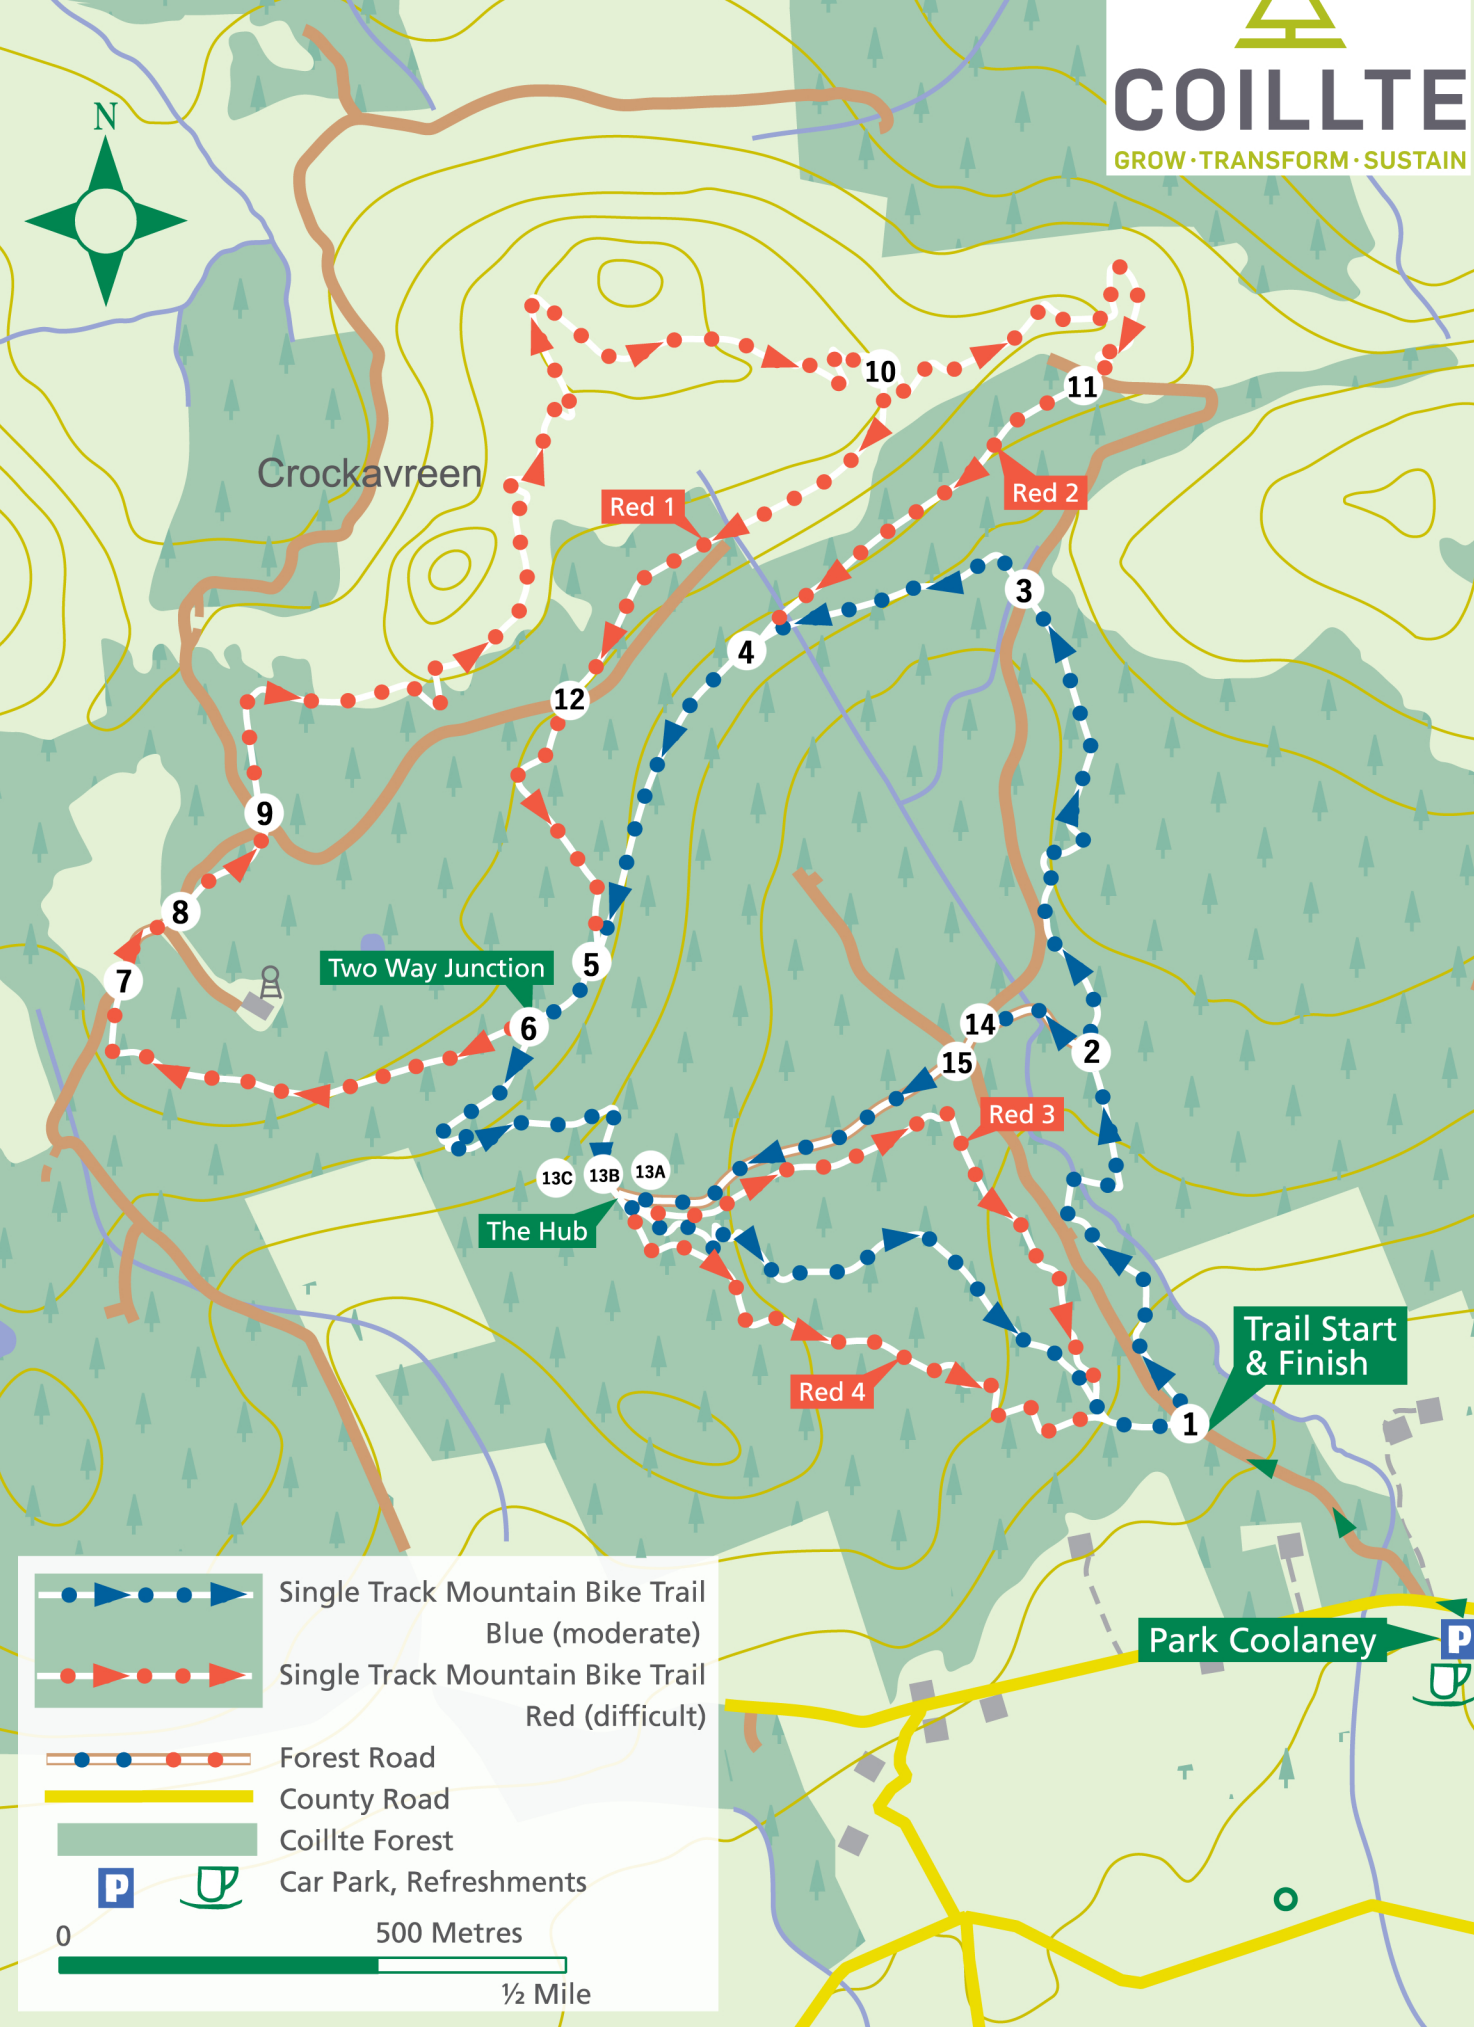 COILLTE
GROW·TRANSFORM·SUSTAIN
N
10
11
Crockavreen
Red 2
Red 1
3
4
12
9
8
5
Two Way Junction
7
6
14
2
15
Red 3
13C
13B
13A
The Hub
Trail Start
& Finish
Red 4
1
Single Track Mountain Bike Trail
Blue (moderate)
Park Coolaney
P
Single Track Mountain Bike Trail
Red (difficult)
Forest Road
County Road
Coillte Forest
P
Car Park, Refreshments
0
500 Metres
½ Mile